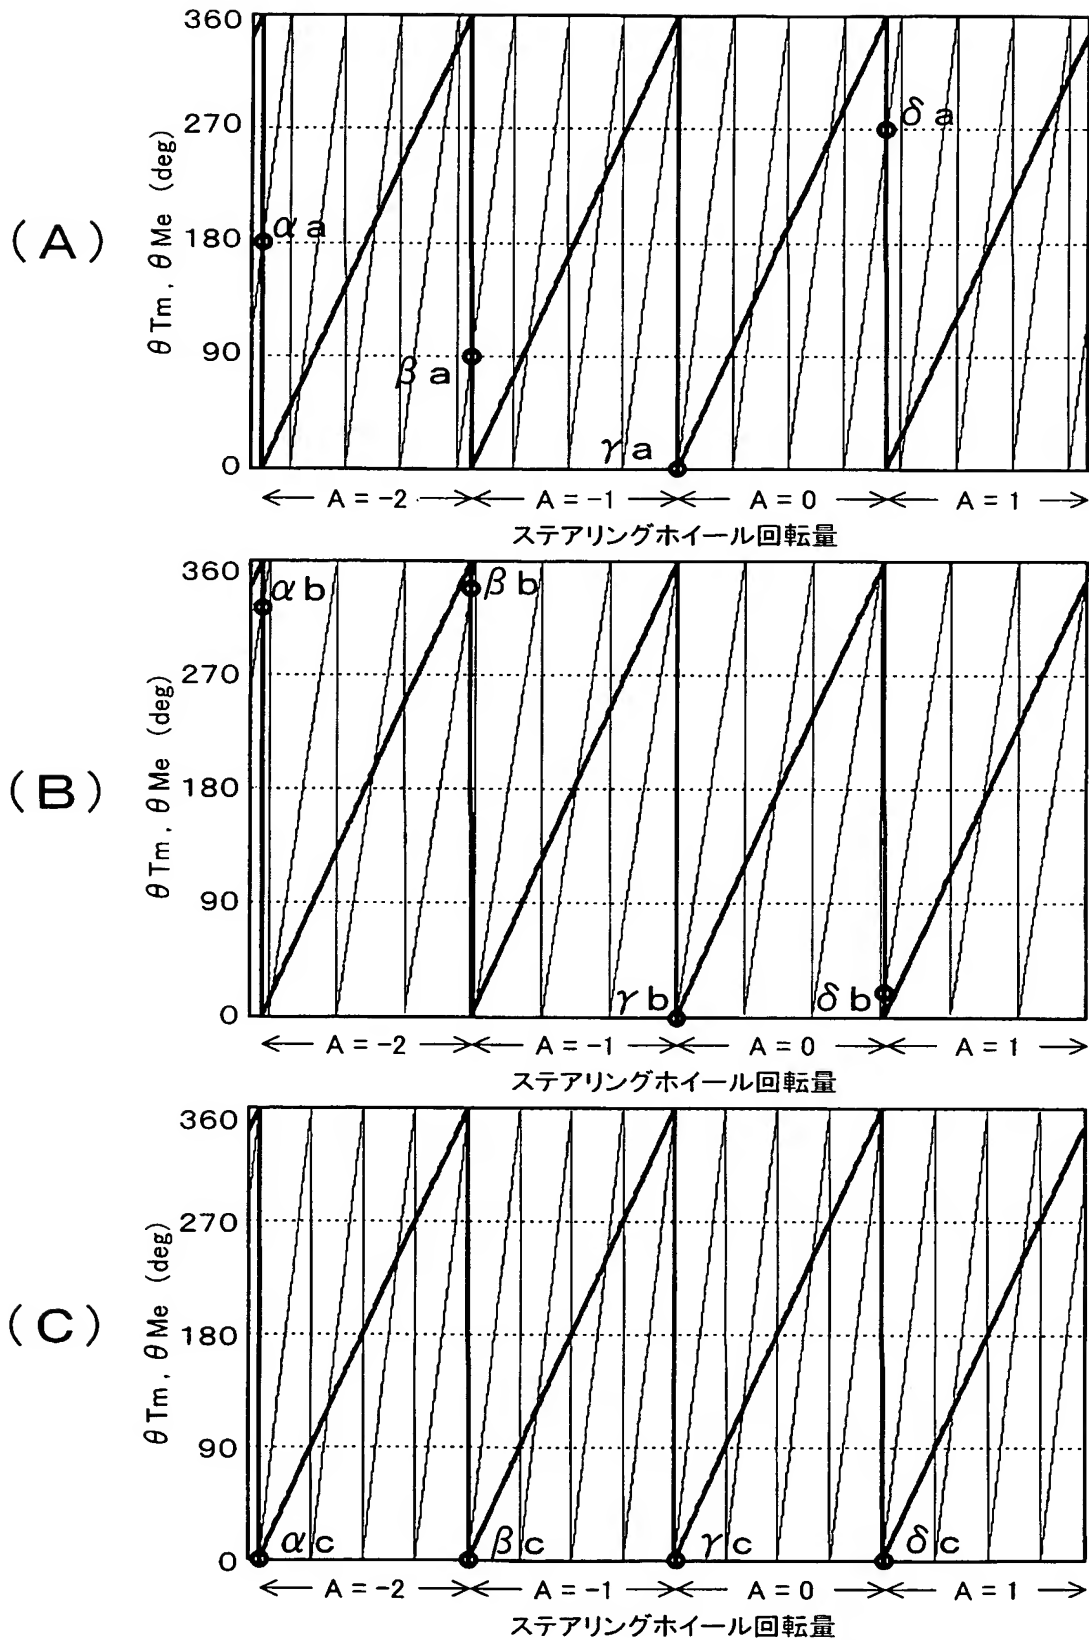 (A)
θTm, θMe (deg)
360
270
180
90
0
αa
βa
γa
δa
A = -2
A = -1
A = 0
A = 1
ステアリングホイール回転量
(B)
θTm, θMe (deg)
360
270
180
90
0
αb
βb
γb
δb
A = -2
A = -1
A = 0
A = 1
ステアリングホイール回転量
(C)
θTm, θMe (deg)
360
270
180
90
0
αc
βc
γc
δc
A = -2
A = -1
A = 0
A = 1
ステアリングホイール回転量